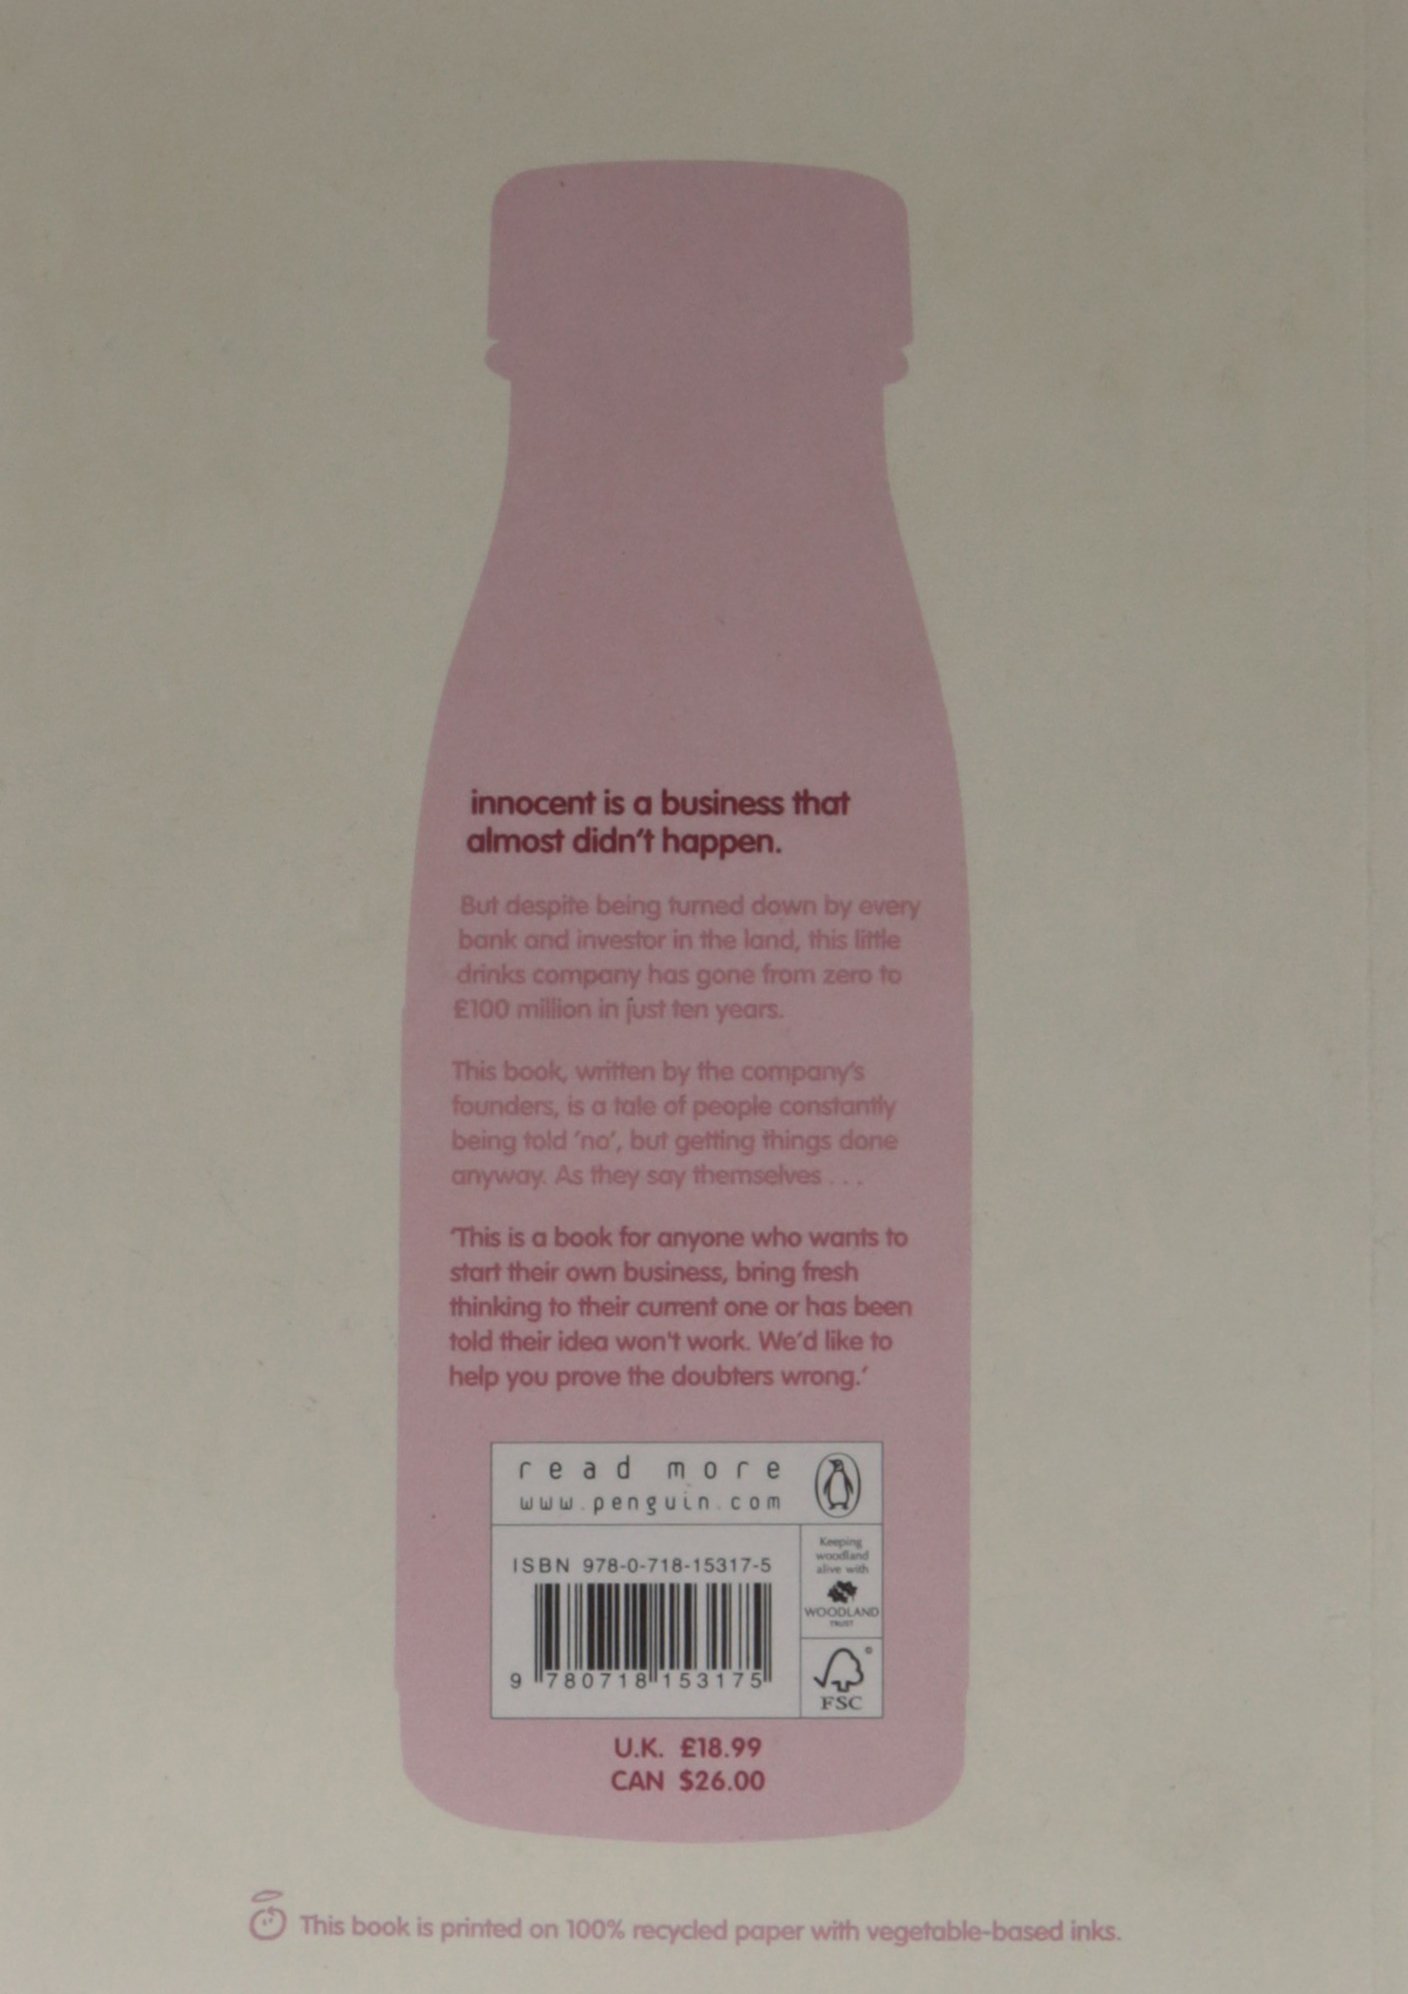 innocent is a business that
almost didn't happen.
But despite being turned down by every
bank and investor in the land, this little
drinks company has gone from zero to
£100 million in just ten years.
This book, written by the company's
founders, is a tale of people constantly
being told 'no', but getting things done
anyway. As they say themselves . . .
'This is a book for anyone who wants to
start their own business, bring fresh
thinking to their current one or has been
told their idea won't work. We'd like to
help you prove the doubters wrong.'
read more
www.penguin.com
ISBN 978-0-718-15317-5
9 780718 153175
Keeping
woodland
alive with
WOODLAND
TRUST
©
FSC
U.K. £18.99
CAN $26.00
This book is printed on 100% recycled paper with vegetable-based inks.